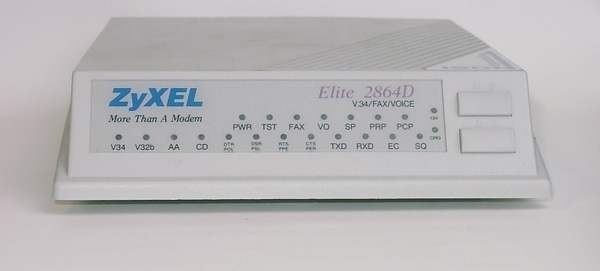 ZyXEL
Elite 2864D
V.34/FAX/VOICE
More Than A Modem
PWR TST FAX VO SP PRP PCP
OH
V34 V32b AA CD DTR DSR RTS CTS TXD RXD EC SQ